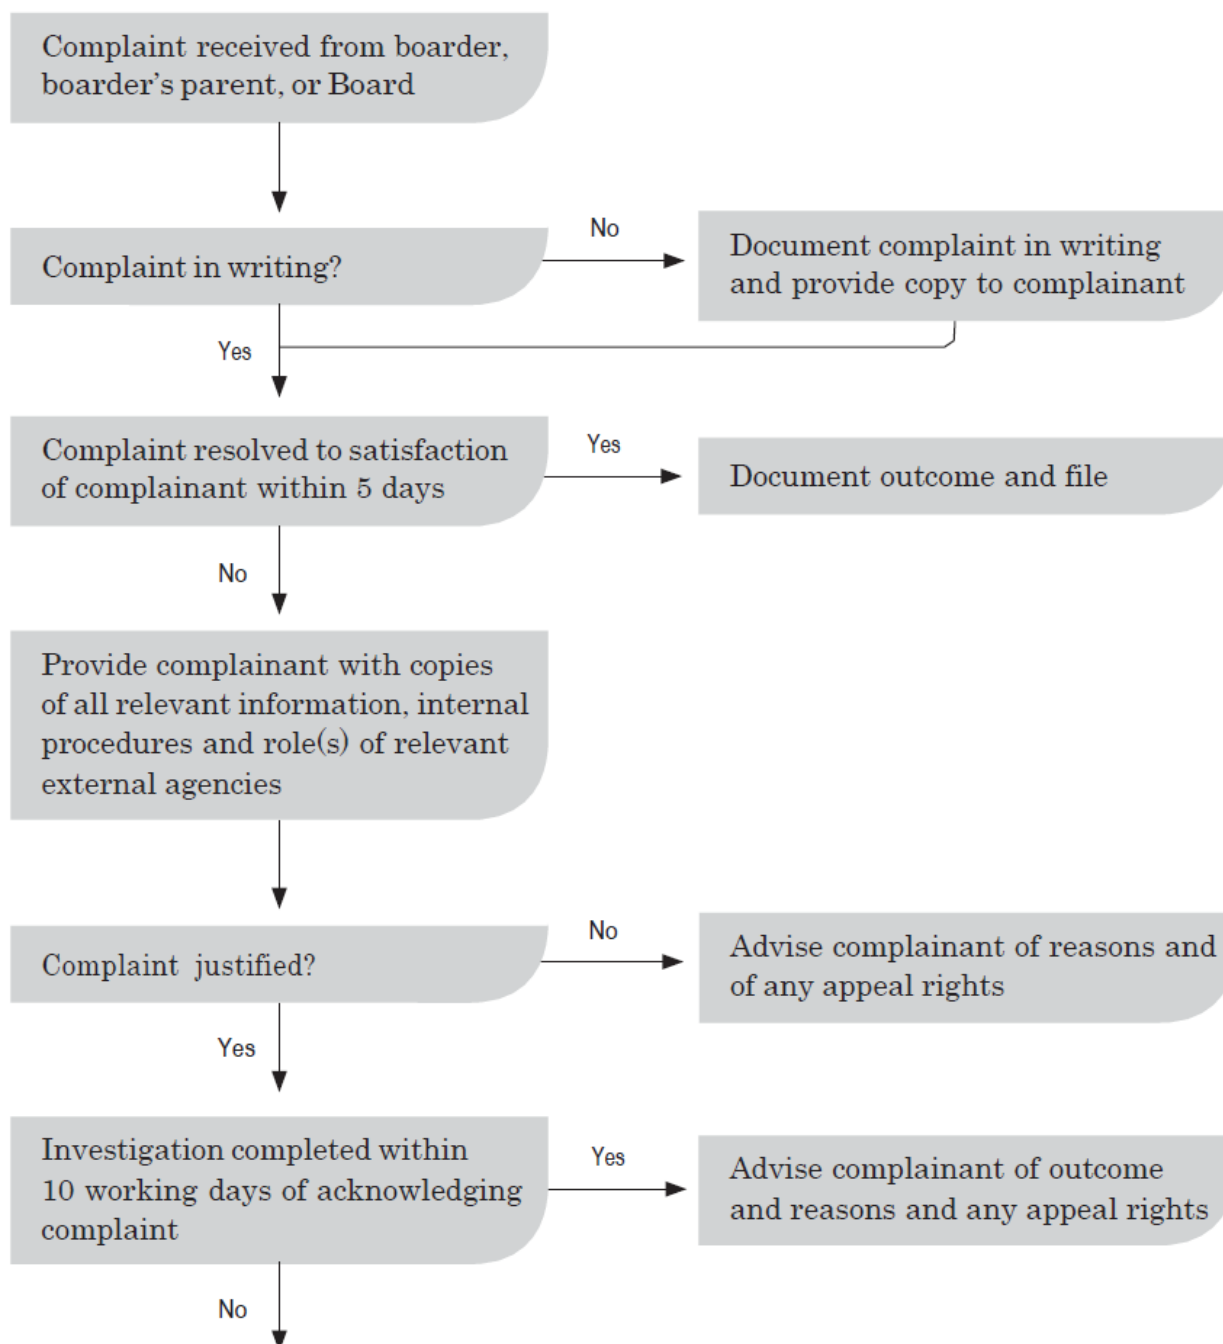 Complaint received from boarder,
boarder’s parent, or Board
Complaint in writing?
No
Document complaint in writing
and provide copy to complainant
Yes
Complaint resolved to satisfaction
of complainant within 5 days
Yes
Document outcome and file
No
Provide complainant with copies
of all relevant information, internal
procedures and role(s) of relevant
external agencies
Complaint justified?
No
Advise complainant of reasons and
of any appeal rights
Yes
Investigation completed within
10 working days of acknowledging
complaint
Yes
Advise complainant of outcome
and reasons and any appeal rights
No